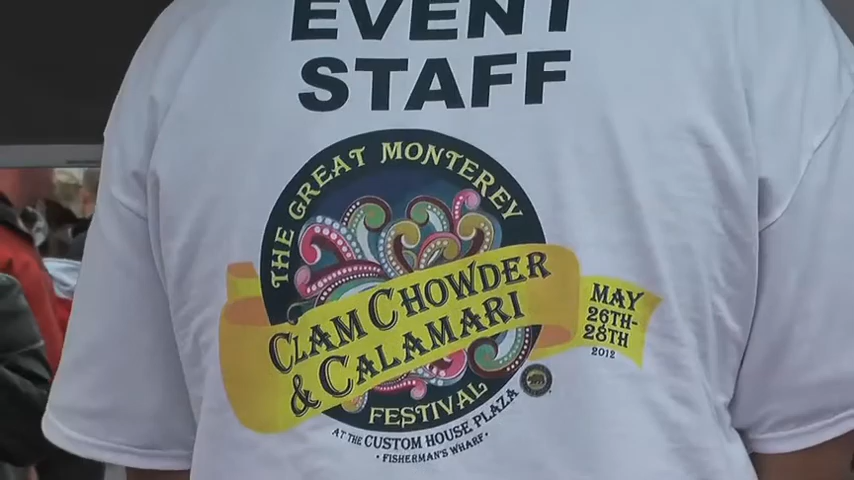 EVENT
STAFF
THE GREAT MONTEREY
CLAM CHOWDER
& CALAMARI
FESTIVAL
MAY
26TH-
28TH
2012
AT THE CUSTOM HOUSE PLAZA
• FISHERMAN'S WHARF •